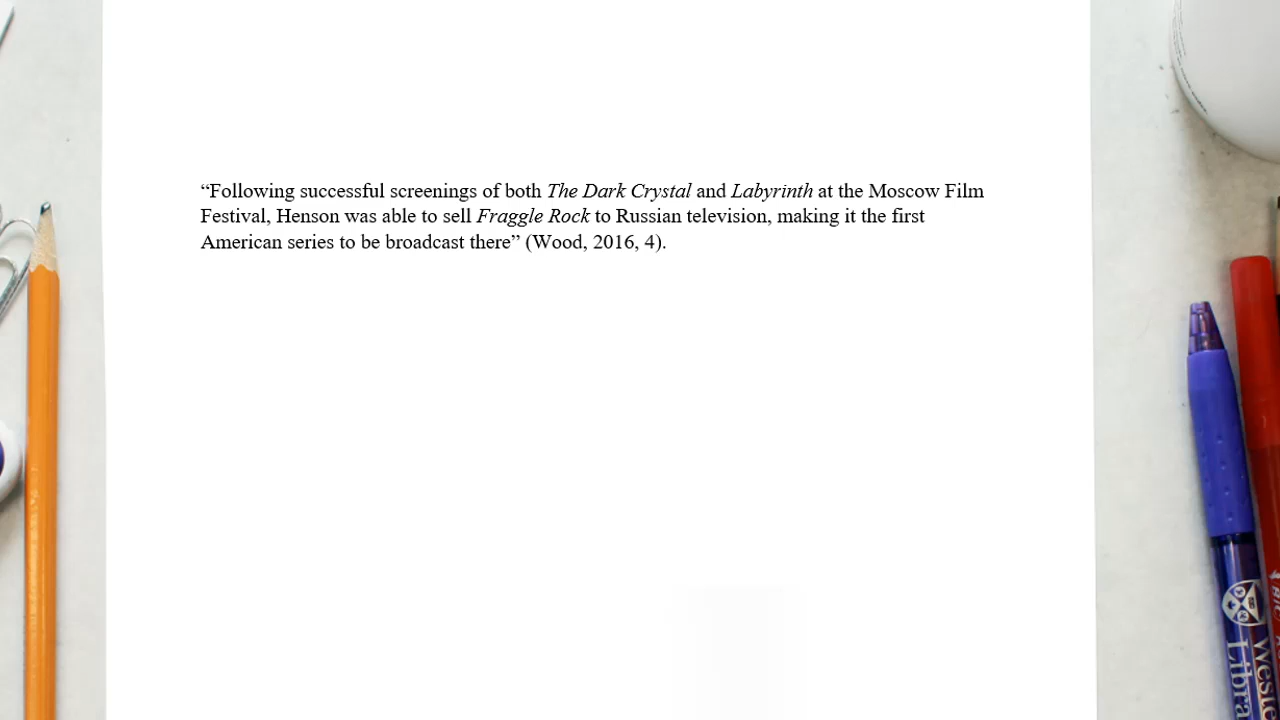 “Following successful screenings of both The Dark Crystal and Labyrinth at the Moscow Film
Festival, Henson was able to sell Fraggle Rock to Russian television, making it the first
American series to be broadcast there” (Wood, 2016, 4).
Weste
Libra